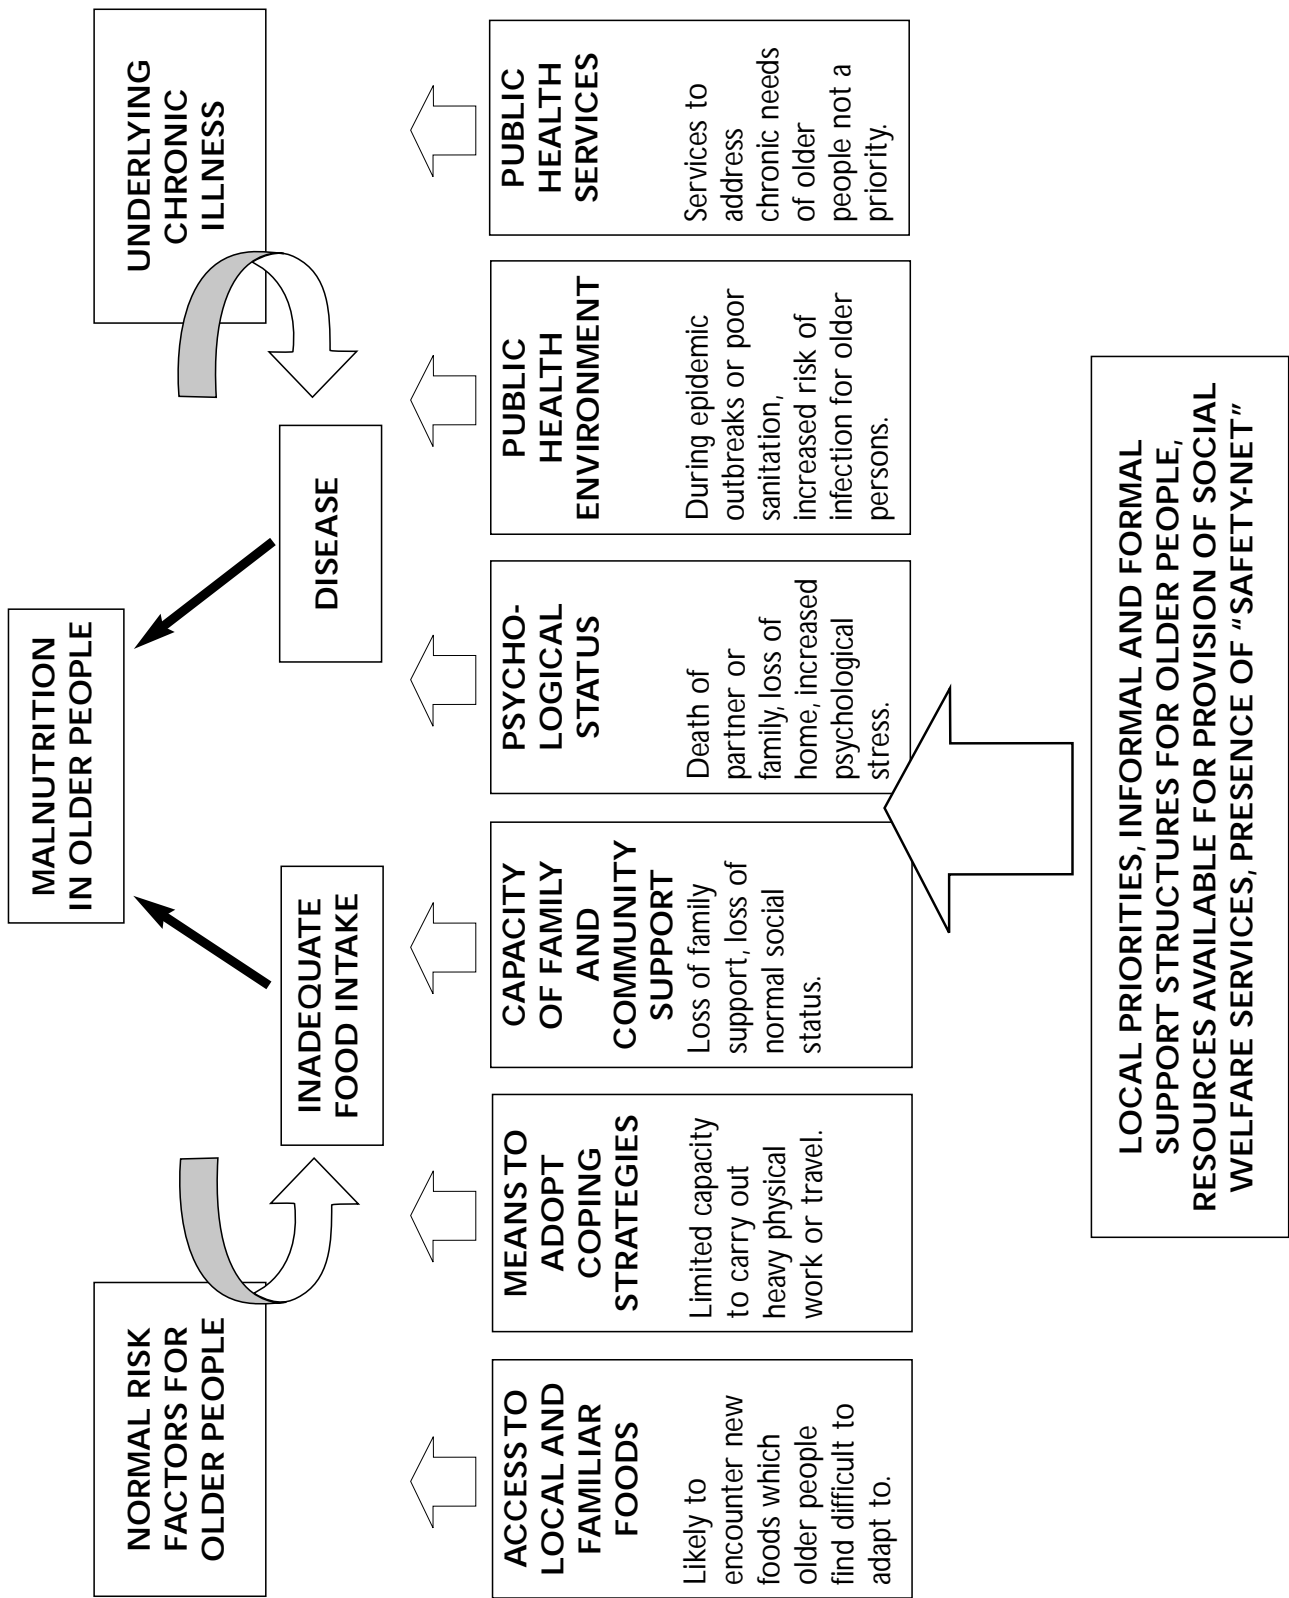 MALNUTRITION
IN OLDER PEOPLE
NORMAL RISK
FACTORS FOR
OLDER PEOPLE
UNDERLYING
CHRONIC
ILLNESS
INADEQUATE
FOOD INTAKE
DISEASE
ACCESS TO
LOCAL AND
FAMILIAR
FOODS
Likely to
encounter new
foods which
older people
find difficult to
adapt to.
MEANS TO
ADOPT
COPING
STRATEGIES
Limited capacity
to carry out
heavy physical
work or travel.
CAPACITY
OF FAMILY
AND
COMMUNITY
SUPPORT
Loss of family
support, loss of
normal social
status.
PSYCHO-
LOGICAL
STATUS
Death of
partner or
family, loss of
home, increased
psychological
stress.
PUBLIC
HEALTH
ENVIRONMENT
During epidemic
outbreaks or poor
sanitation,
increased risk of
infection for older
persons.
PUBLIC
HEALTH
SERVICES
Services to
address
chronic needs
of older
people not a
priority.
LOCAL PRIORITIES, INFORMAL AND FORMAL
SUPPORT STRUCTURES FOR OLDER PEOPLE,
RESOURCES AVAILABLE FOR PROVISION OF SOCIAL
WELFARE SERVICES, PRESENCE OF “SAFETY-NET”